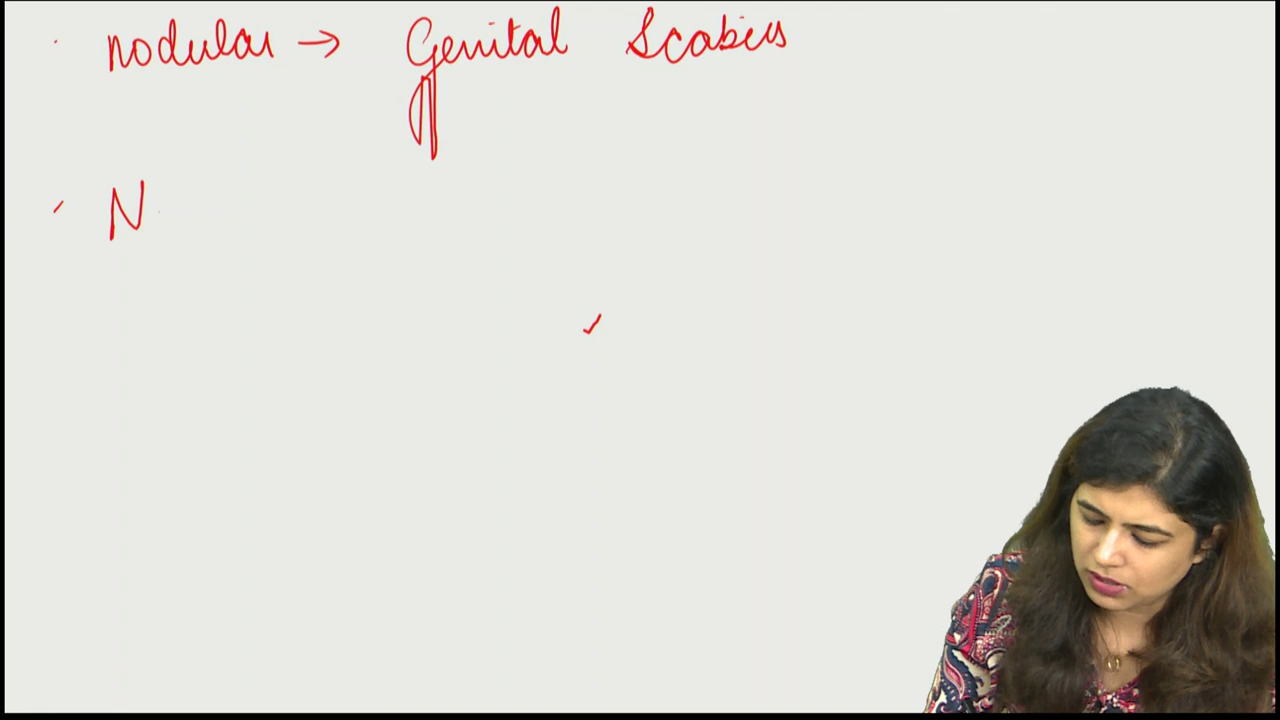 nodular → Genital Scabies
N